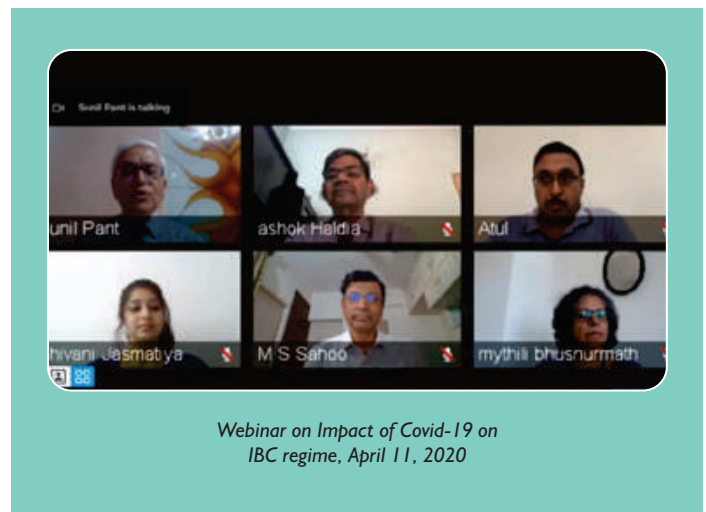 Sunil Pant is talking
unil Pant
ashok Haldia
Atul
hivani Jasmatiya
M S Sahoo
mythili bhusnurmath
Webinar on Impact of Covid-19 on
IBC regime, April 11, 2020